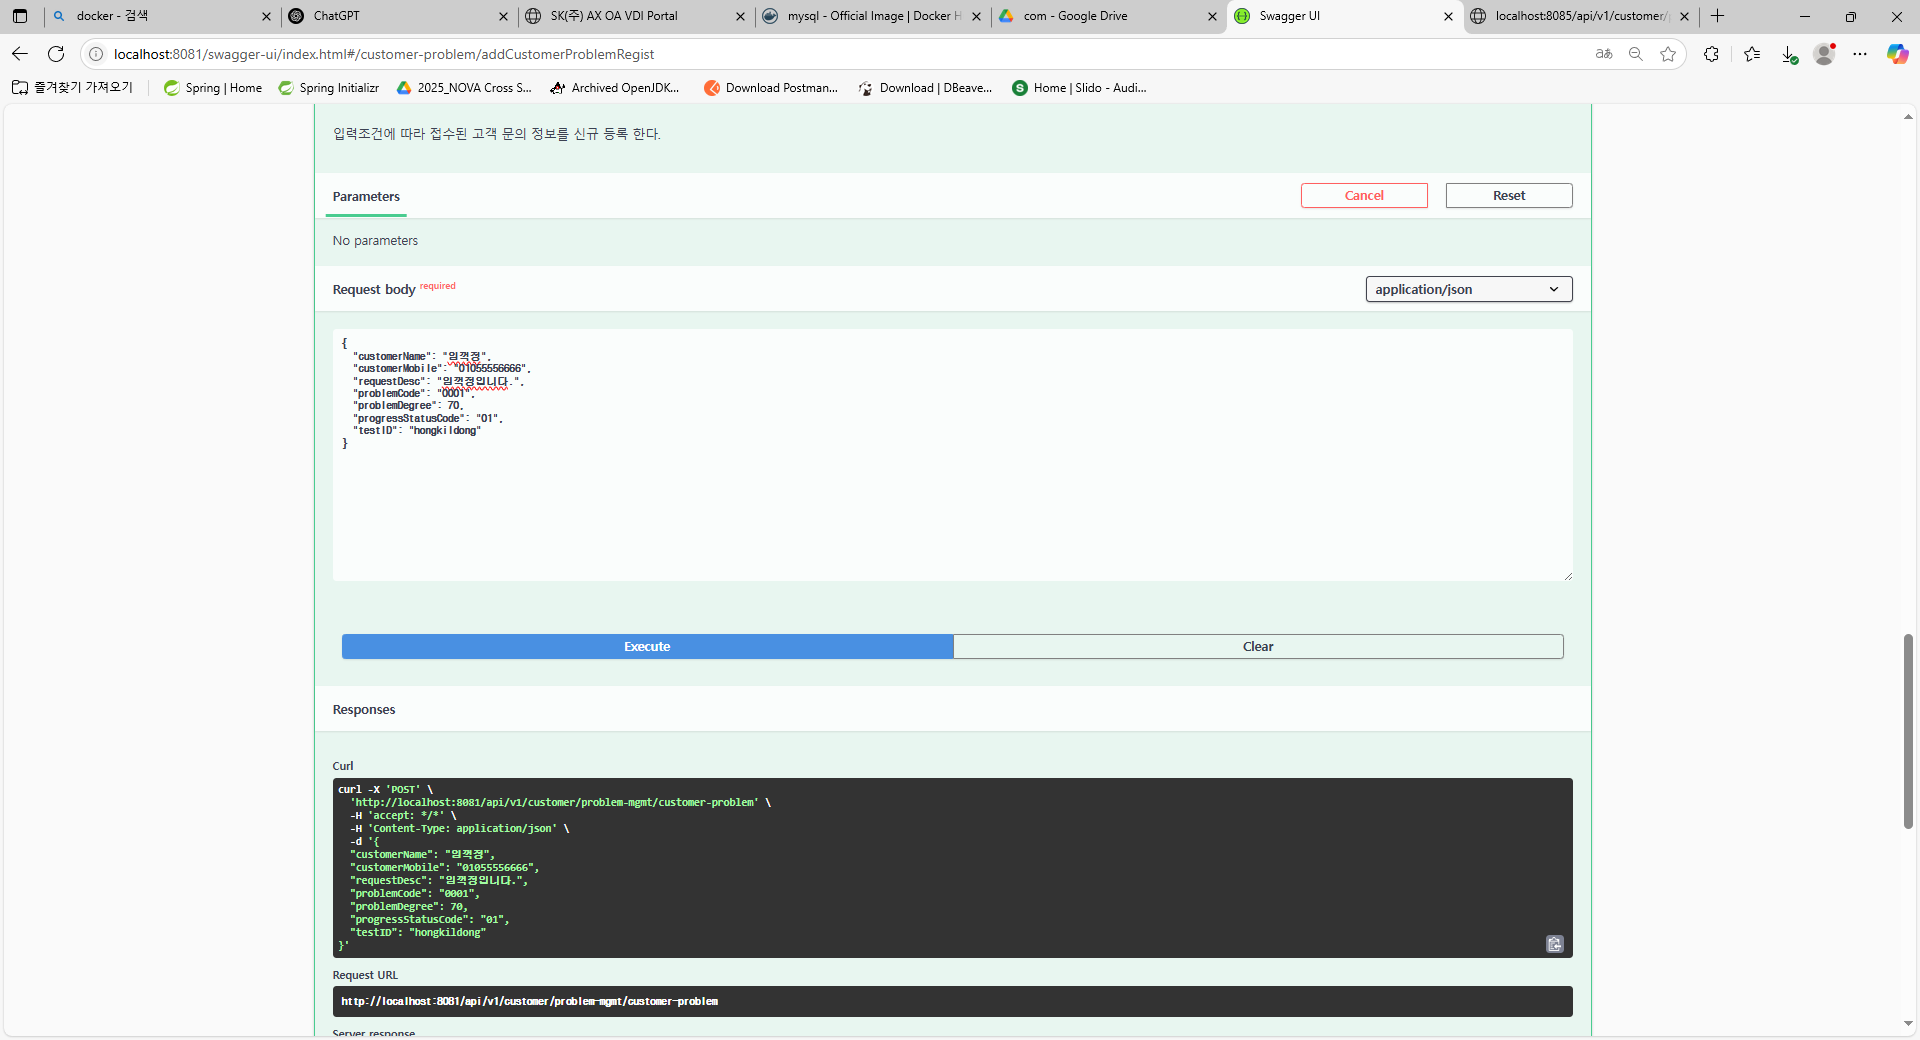 docker - 검색
ChatGPT
SK(주) AX OA VDI Portal
mysql - Official Image | Docker H
com - Google Drive
Swagger UI
localhost:8085/api/v1/customer/p
localhost:8081/swagger-ui/index.html#/customer-problem/addCustomerProblemRegist
즐겨찾기 가져오기
Spring | Home
Spring Initializr
2025_NOVA Cross S...
Archived OpenJDK...
Download Postman...
Download | DBeave...
Home | Slido - Audi...
입력조건에 따라 접수된 고객 문의 정보를 신규 등록 한다.
Parameters
Cancel
Reset
No parameters
Request body required
application/json
{
"customerName": "임꺽정",
"customerMobile": "01055556666",
"requestDesc": "임꺽정입니다.",
"problemCode": "0001",
"problemDegree": 70,
"progressStatusCode": "01",
"testID": "hongkildong"
}
Execute
Clear
Responses
Curl
curl -X 'POST' \
'http://localhost:8081/api/v1/customer/problem-mgmt/customer-problem' \
-H 'accept: */*' \
-H 'Content-Type: application/json' \
-d '{
"customerName": "임꺽정",
"customerMobile": "01055556666",
"requestDesc": "임꺽정입니다.",
"problemCode": "0001",
"problemDegree": 70,
"progressStatusCode": "01",
"testID": "hongkildong"
}'
Request URL
http://localhost:8081/api/v1/customer/problem-mgmt/customer-problem
Server response